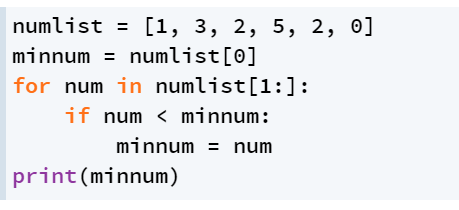 numlist = [1, 3, 2, 5, 2, 0]
minnum = numlist[0]
for num in numlist[1:]:
    if num < minnum:
        minnum = num
print(minnum)